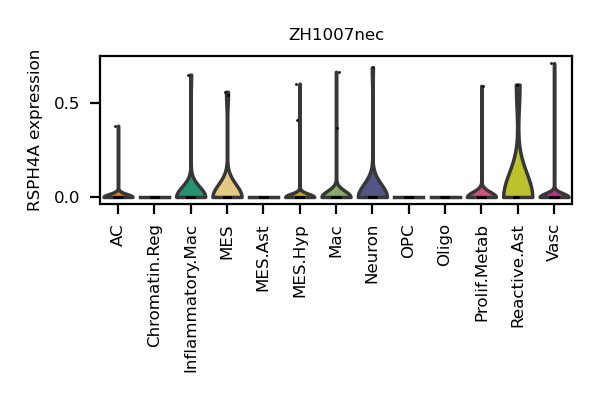 ZH1007nec
RSPH4A expression
0.5
0.0
AC
Chromatin.Reg
Inflammatory.Mac
MES
MES.Ast
MES.Hyp
Mac
Neuron
OPC
Oligo
Prolif.Metab
Reactive.Ast
Vasc